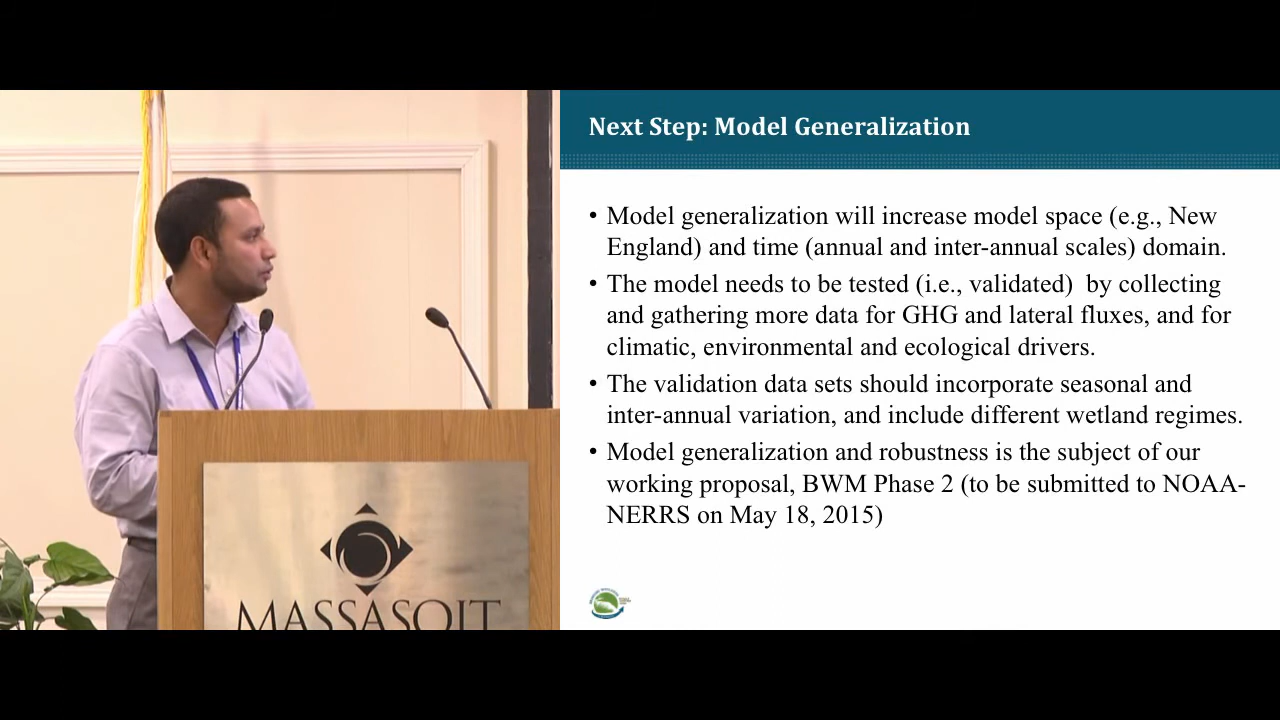 Next Step: Model Generalization
• Model generalization will increase model space (e.g., New
England) and time (annual and inter-annual scales) domain.
• The model needs to be tested (i.e., validated)  by collecting
and gathering more data for GHG and lateral fluxes, and for
climatic, environmental and ecological drivers.
• The validation data sets should incorporate seasonal and
inter-annual variation, and include different wetland regimes.
• Model generalization and robustness is the subject of our
working proposal, BWM Phase 2 (to be submitted to NOAA-
NERRS on May 18, 2015)
MASSASOIT